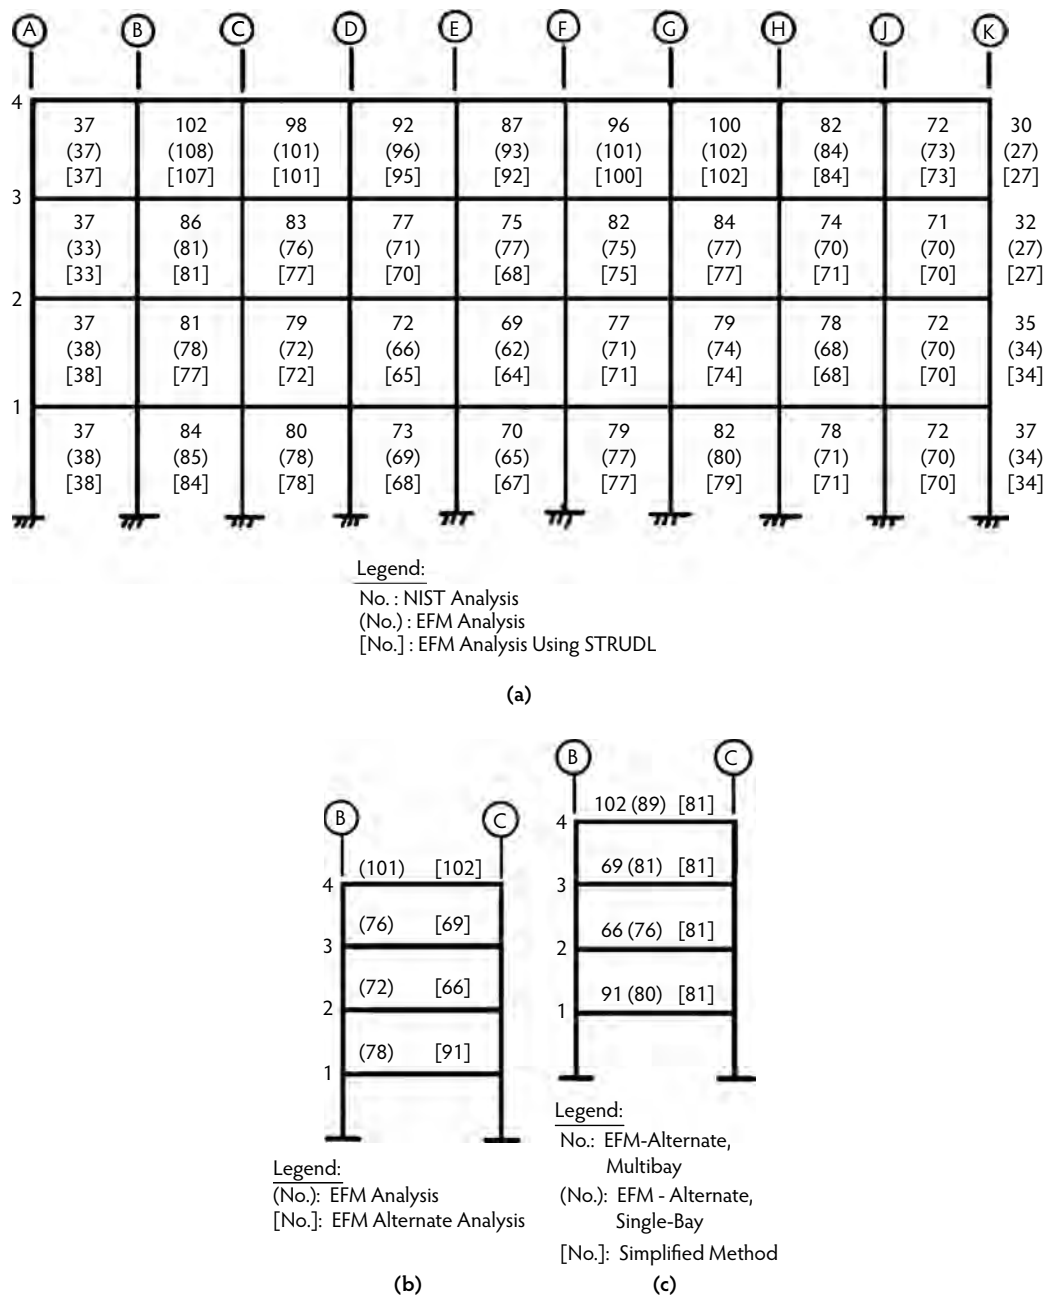 A B C D E F G H J K
4
37 102 98 92 87 96 100 82 72 30
(37) (108) (101) (96) (93) (101) (102) (84) (73) (27)
[37] [107] [101] [95] [92] [100] [102] [84] [73] [27]
3
37 86 83 77 75 82 84 74 71 32
(33) (81) (76) (71) (77) (75) (77) (70) (70) (27)
[33] [81] [77] [70] [68] [75] [77] [71] [70] [27]
2
37 81 79 72 69 77 79 78 72 35
(38) (78) (72) (66) (62) (71) (74) (68) (70) (34)
[38] [77] [72] [65] [64] [71] [74] [68] [70] [34]
1
37 84 80 73 70 79 82 78 72 37
(38) (85) (78) (69) (65) (77) (80) (71) (70) (34)
[38] [84] [78] [68] [67] [77] [79] [71] [70] [34]
Legend:
No. : NIST Analysis
(No.) : EFM Analysis
[No.] : EFM Analysis Using STRUDL
(a)
B C
(101) [102]
4
(76) [69]
3
(72) [66]
2
(78) [91]
1
Legend:
(No.): EFM Analysis
[No.]: EFM Alternate Analysis
(b)
B C
102 (89) [81]
4
69 (81) [81]
3
66 (76) [81]
2
91 (80) [81]
1
Legend:
No.: EFM-Alternate,
Multibay
(No.): EFM - Alternate,
Single-Bay
[No.]: Simplified Method
(c)